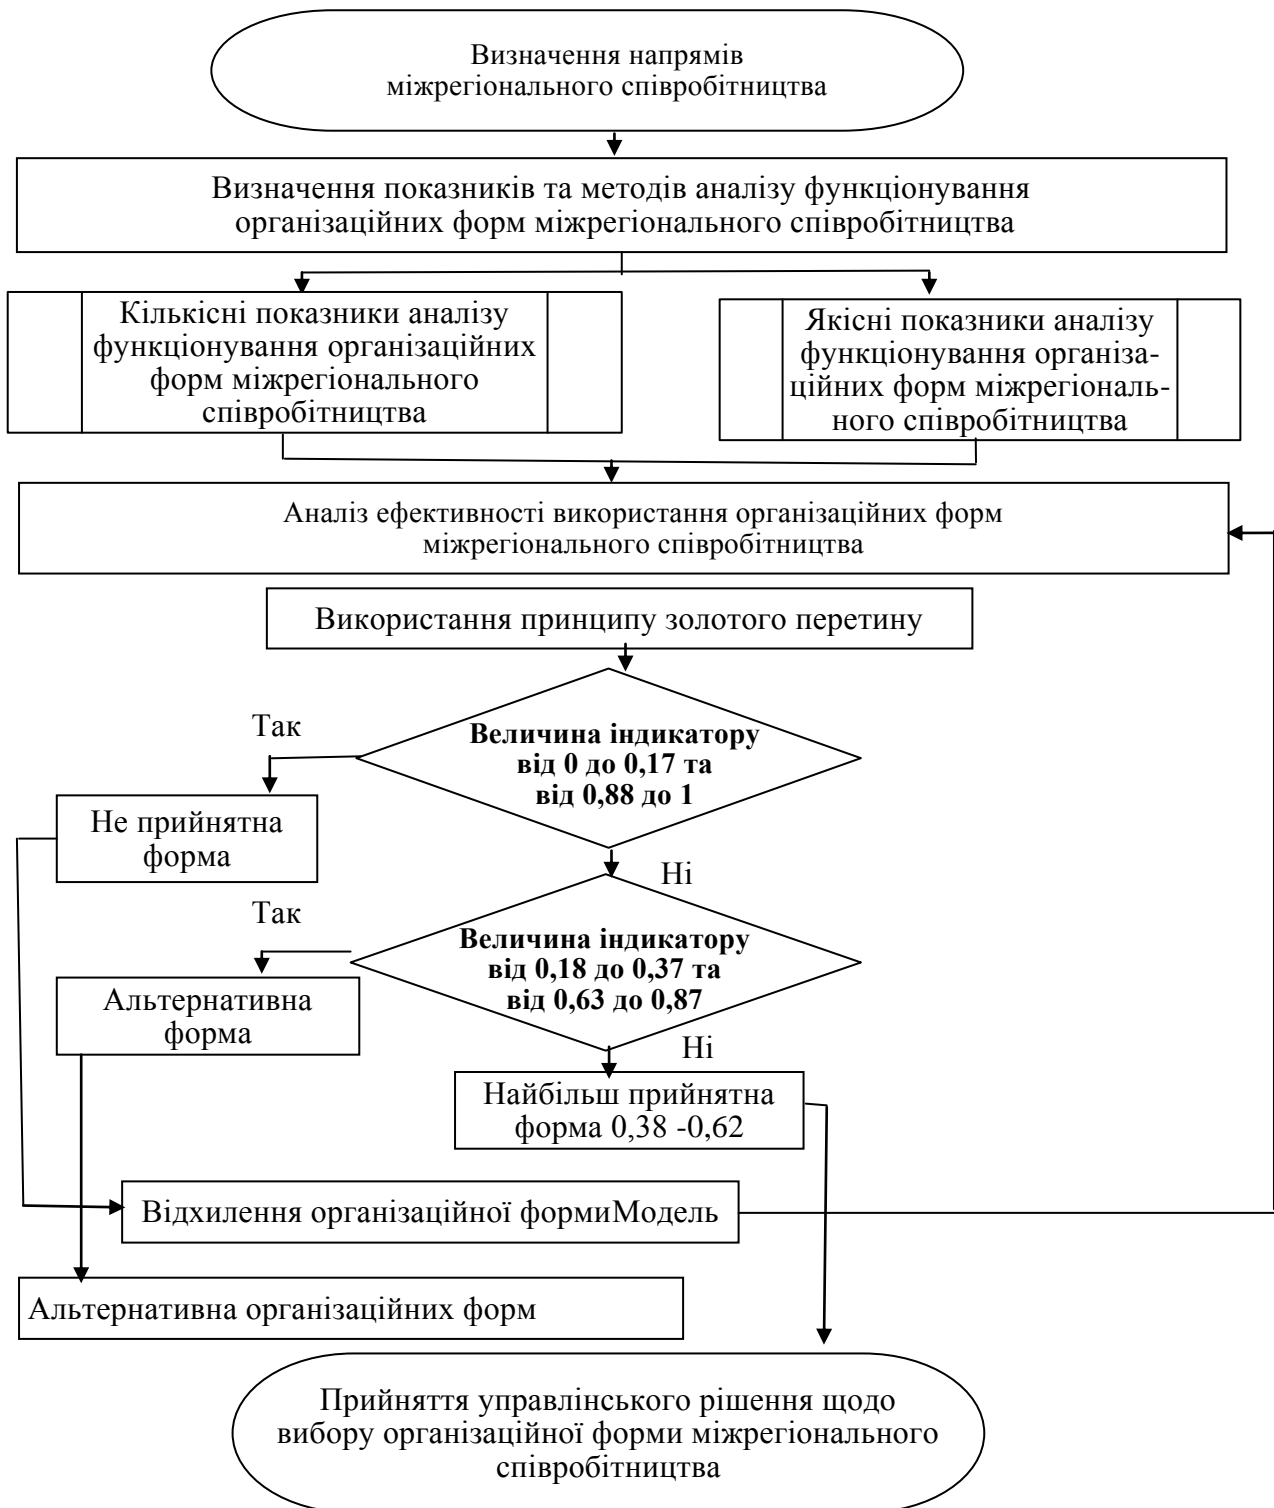 Визначення напрямів
міжрегіонального співробітництва
Визначення показників та методів аналізу функціонування
організаційних форм міжрегіонального співробітництва
Кількісні показники аналізу
функціонування організаційних
форм міжрегіонального
співробітництва
Якісні показники аналізу
функціонування організа-
ційних форм міжрегіональ-
ного співробітництва
Аналіз ефективності використання організаційних форм
міжрегіонального співробітництва
Використання принципу золотого перетину
Так
Величина індикатору
від 0 до 0,17 та
від 0,88 до 1
Не прийнятна
форма
Ні
Так
Величина індикатору
від 0,18 до 0,37 та
від 0,63 до 0,87
Альтернативна
форма
Ні
Найбільш прийнятна
форма 0,38 -0,62
Відхилення організаційної формиМодель
Альтернативна організаційних форм
Прийняття управлінського рішення щодо
вибору організаційної форми міжрегіонального
співробітництва